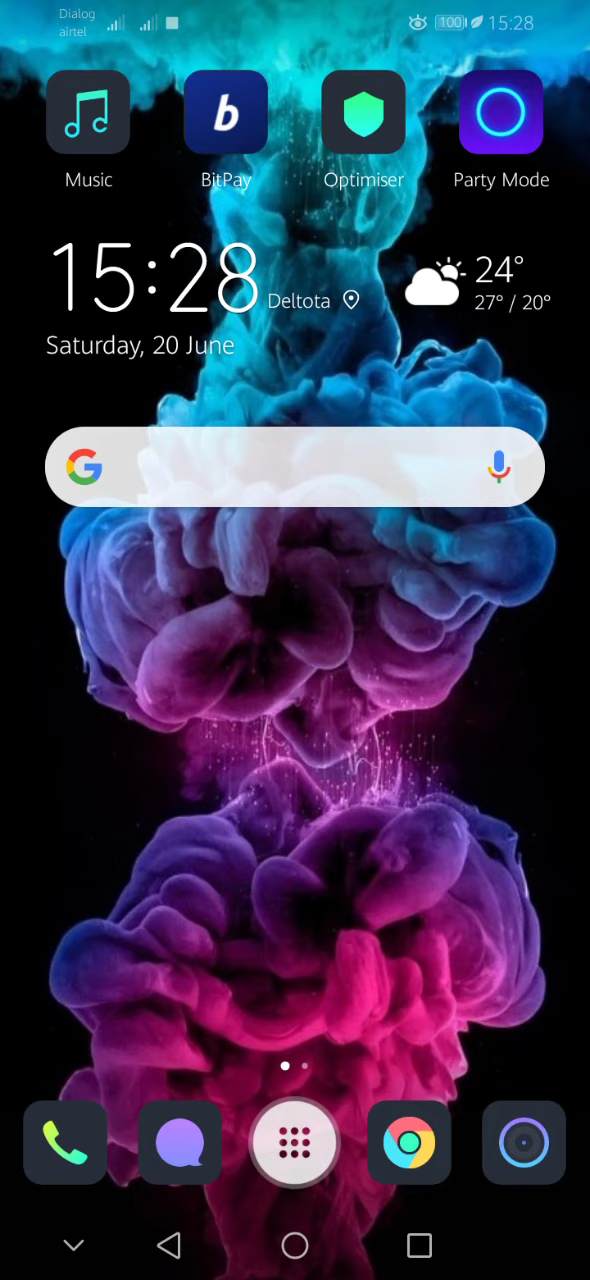 Dialog
airtel
100 15:28
Music BitPay Optimiser Party Mode
15:28 Deltota 24°
27° / 20°
Saturday, 20 June